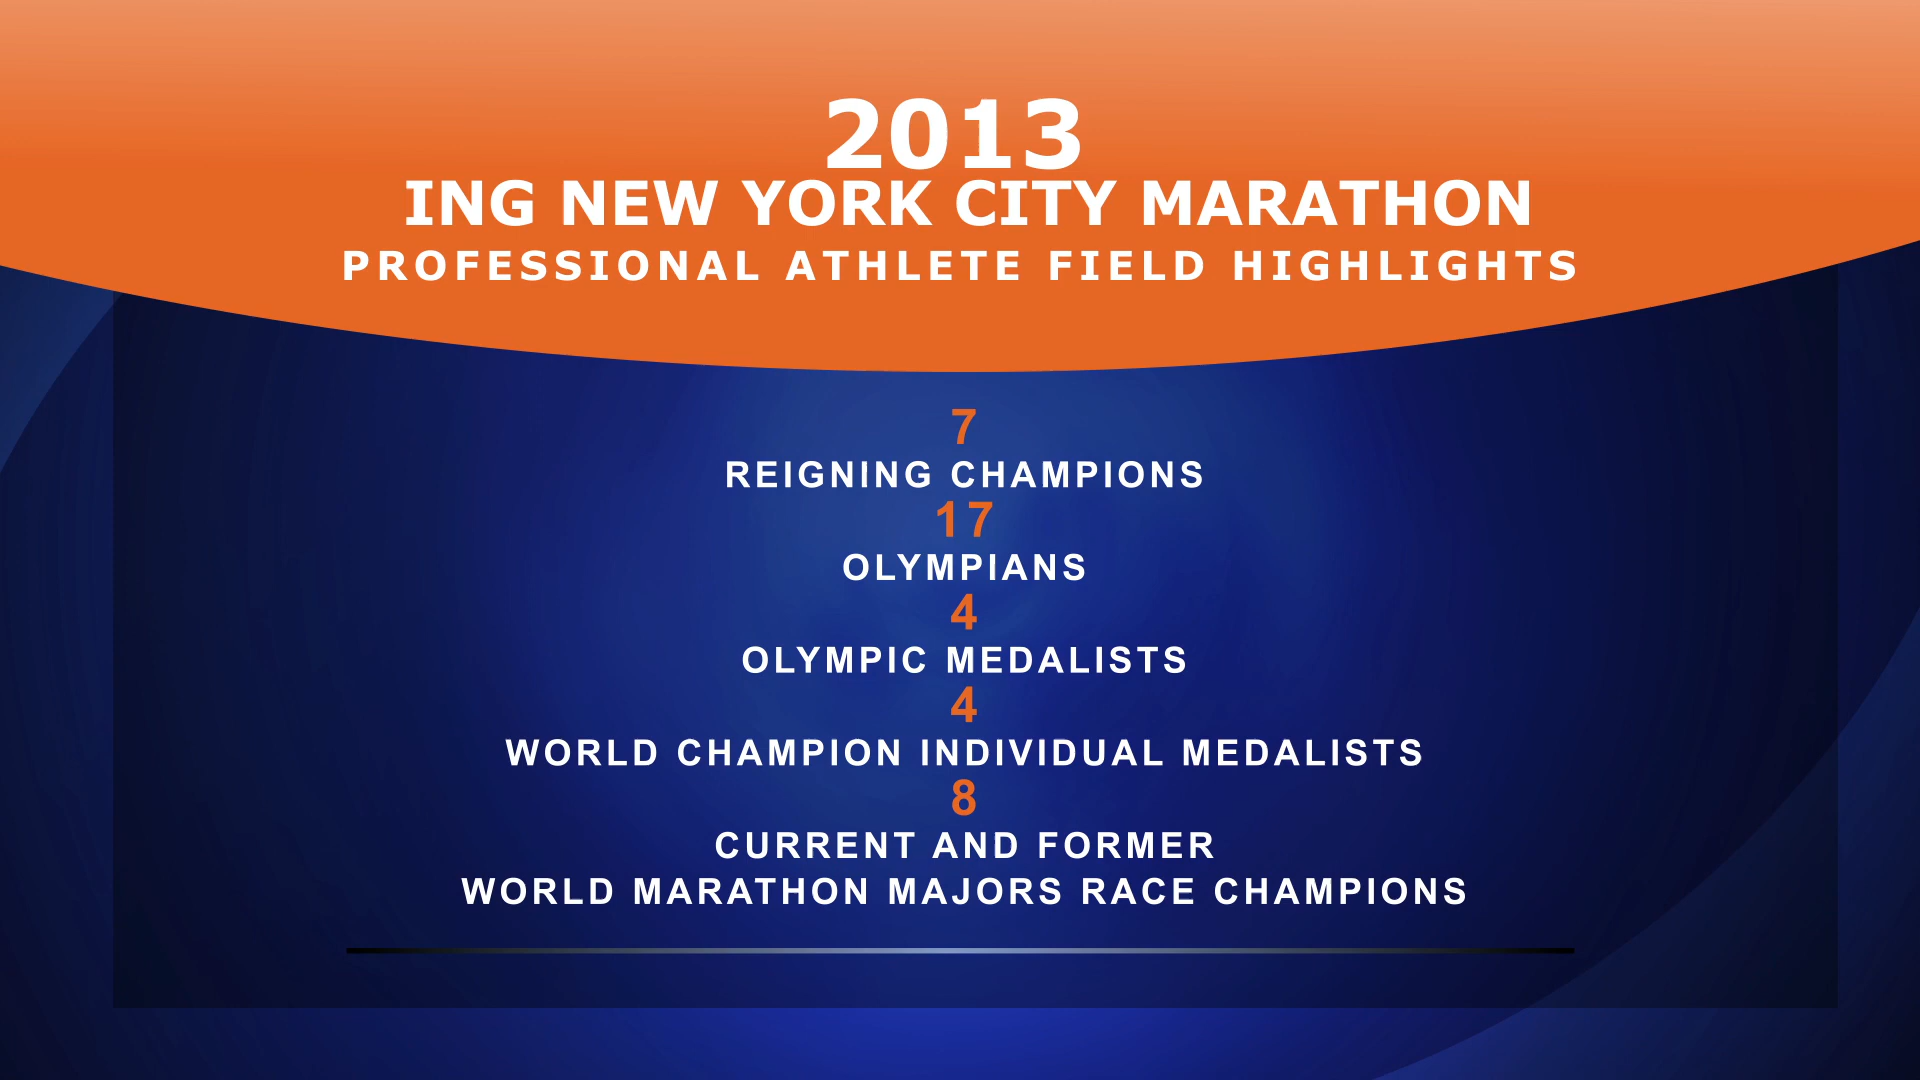 2013
ING NEW YORK CITY MARATHON
PROFESSIONAL ATHLETE FIELD HIGHLIGHTS
7
REIGNING CHAMPIONS
17
OLYMPIANS
4
OLYMPIC MEDALISTS
4
WORLD CHAMPION INDIVIDUAL MEDALISTS
8
CURRENT AND FORMER
WORLD MARATHON MAJORS RACE CHAMPIONS